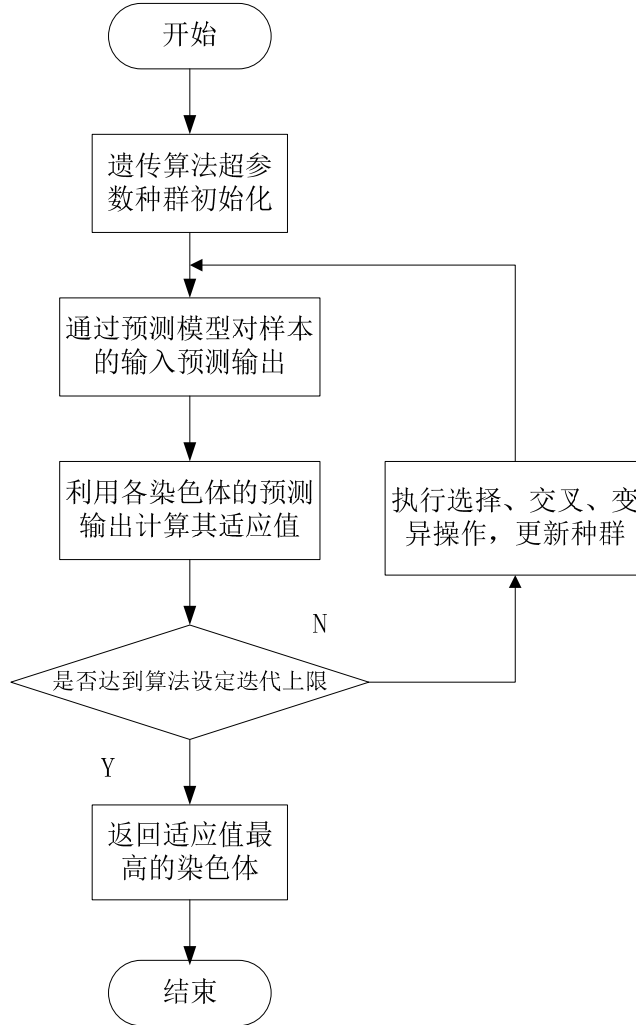 开始
遗传算法超参
数种群初始化
通过预测模型对样本
的输入预测输出
利用各染色体的预测
输出计算其适应值
执行选择、交叉、变
异操作，更新种群
N
是否达到算法设定迭代上限
Y
返回适应值最
高的染色体
结束